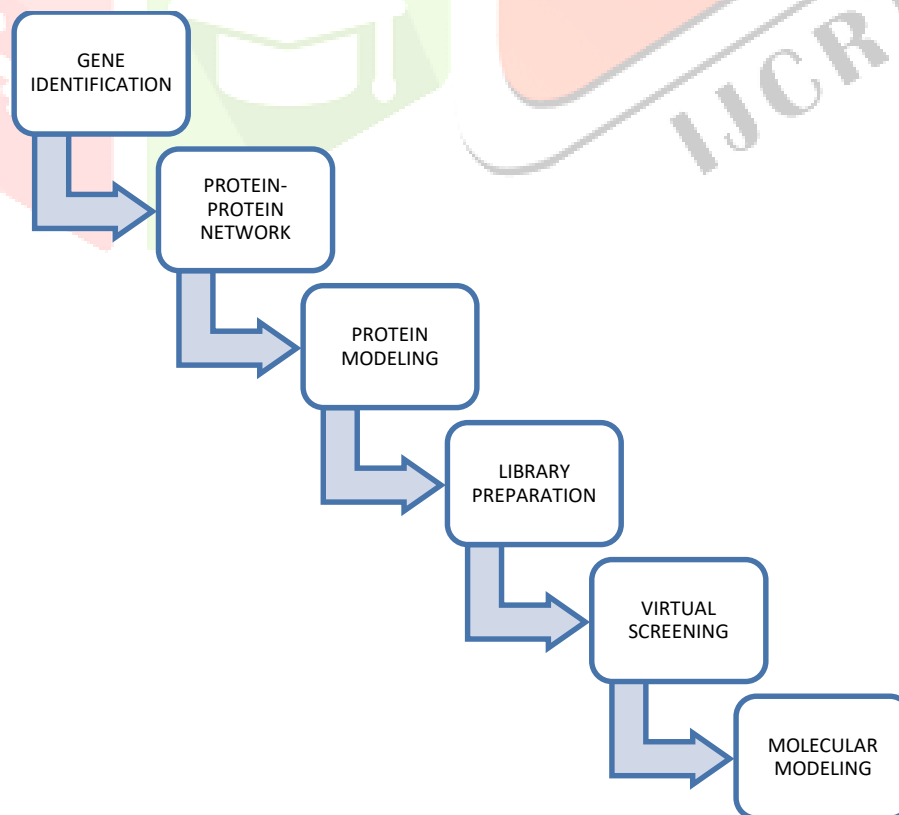 GENE
IDENTIFICATION
IJCR
PROTEIN-
PROTEIN
NETWORK
PROTEIN
MODELING
LIBRARY
PREPARATION
VIRTUAL
SCREENING
MOLECULAR
MODELING